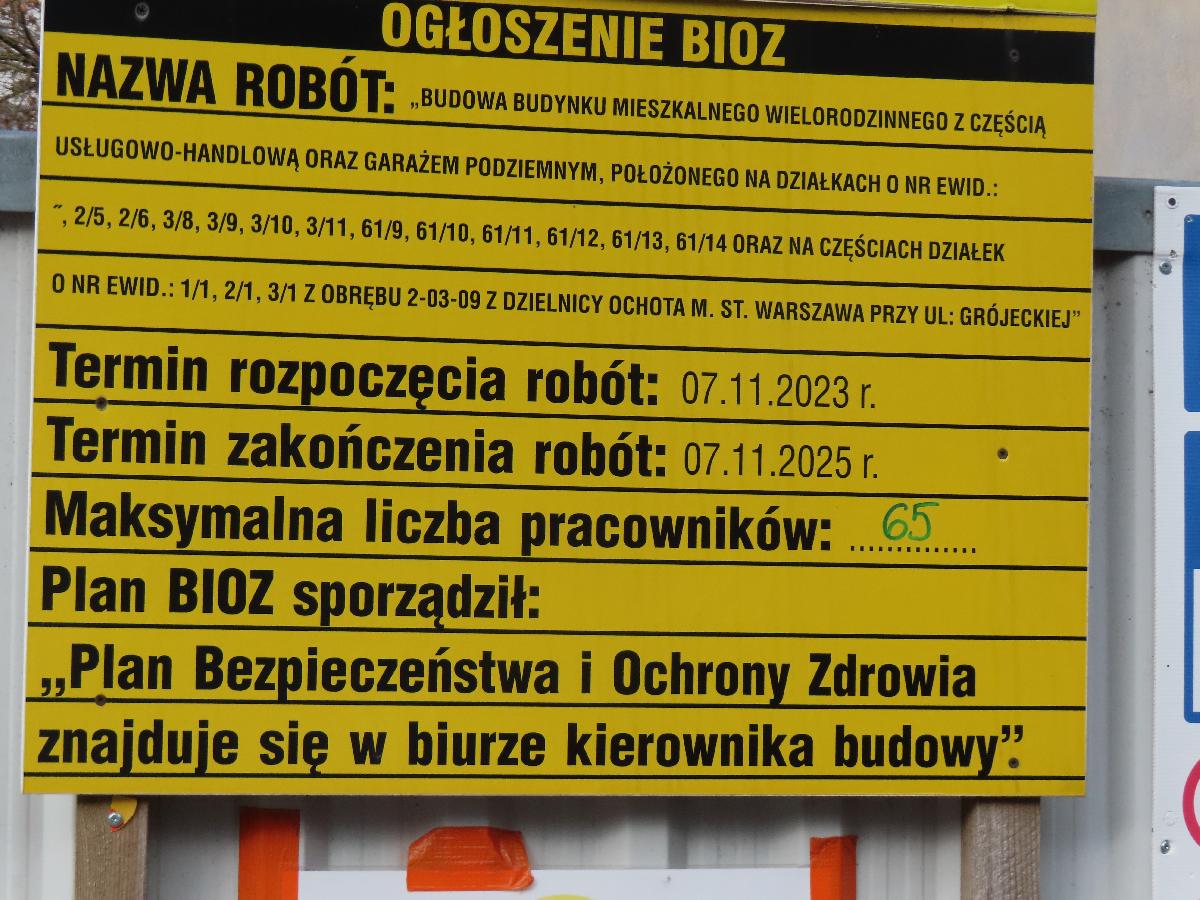 OGŁOSZENIE BIOZ
NAZWA ROBÓT: „BUDOWA BUDYNKU MIESZKALNEGO WIELORODZINNEGO Z CZĘŚCIĄ
USŁUGOWO-HANDLOWĄ ORAZ GARAŻEM PODZIEMNYM, POŁOŻONEGO NA DZIAŁKACH O NR EWID.:
˝, 2/5, 2/6, 3/8, 3/9, 3/10, 3/11, 61/9, 61/10, 61/11, 61/12, 61/13, 61/14 ORAZ NA CZĘŚCIACH DZIAŁEK
O NR EWID.: 1/1, 2/1, 3/1 Z OBRĘBU 2-03-09 Z DZIELNICY OCHOTA M. ST. WARSZAWA PRZY UL: GRÓJECKIEJ”
Termin rozpoczęcia robót: 07.11.2023 r.
Termin zakończenia robót: 07.11.2025 r.
Maksymalna liczba pracowników: ..65..
Plan BIOZ sporządził:
„Plan Bezpieczeństwa i Ochrony Zdrowia
znajduje się w biurze kierownika budowy”